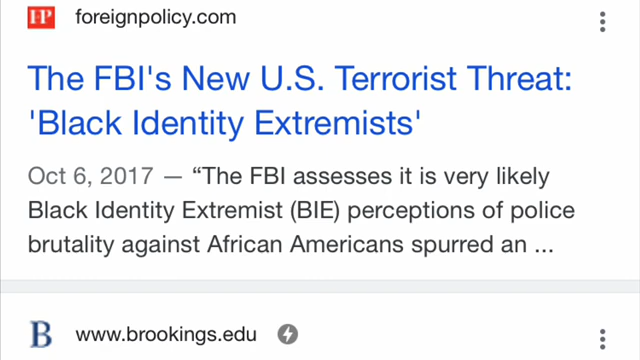 FP foreignpolicy.com
The FBI's New U.S. Terrorist Threat:
'Black Identity Extremists'
Oct 6, 2017 — “The FBI assesses it is very likely
Black Identity Extremist (BIE) perceptions of police
brutality against African Americans spurred an ...
B www.brookings.edu